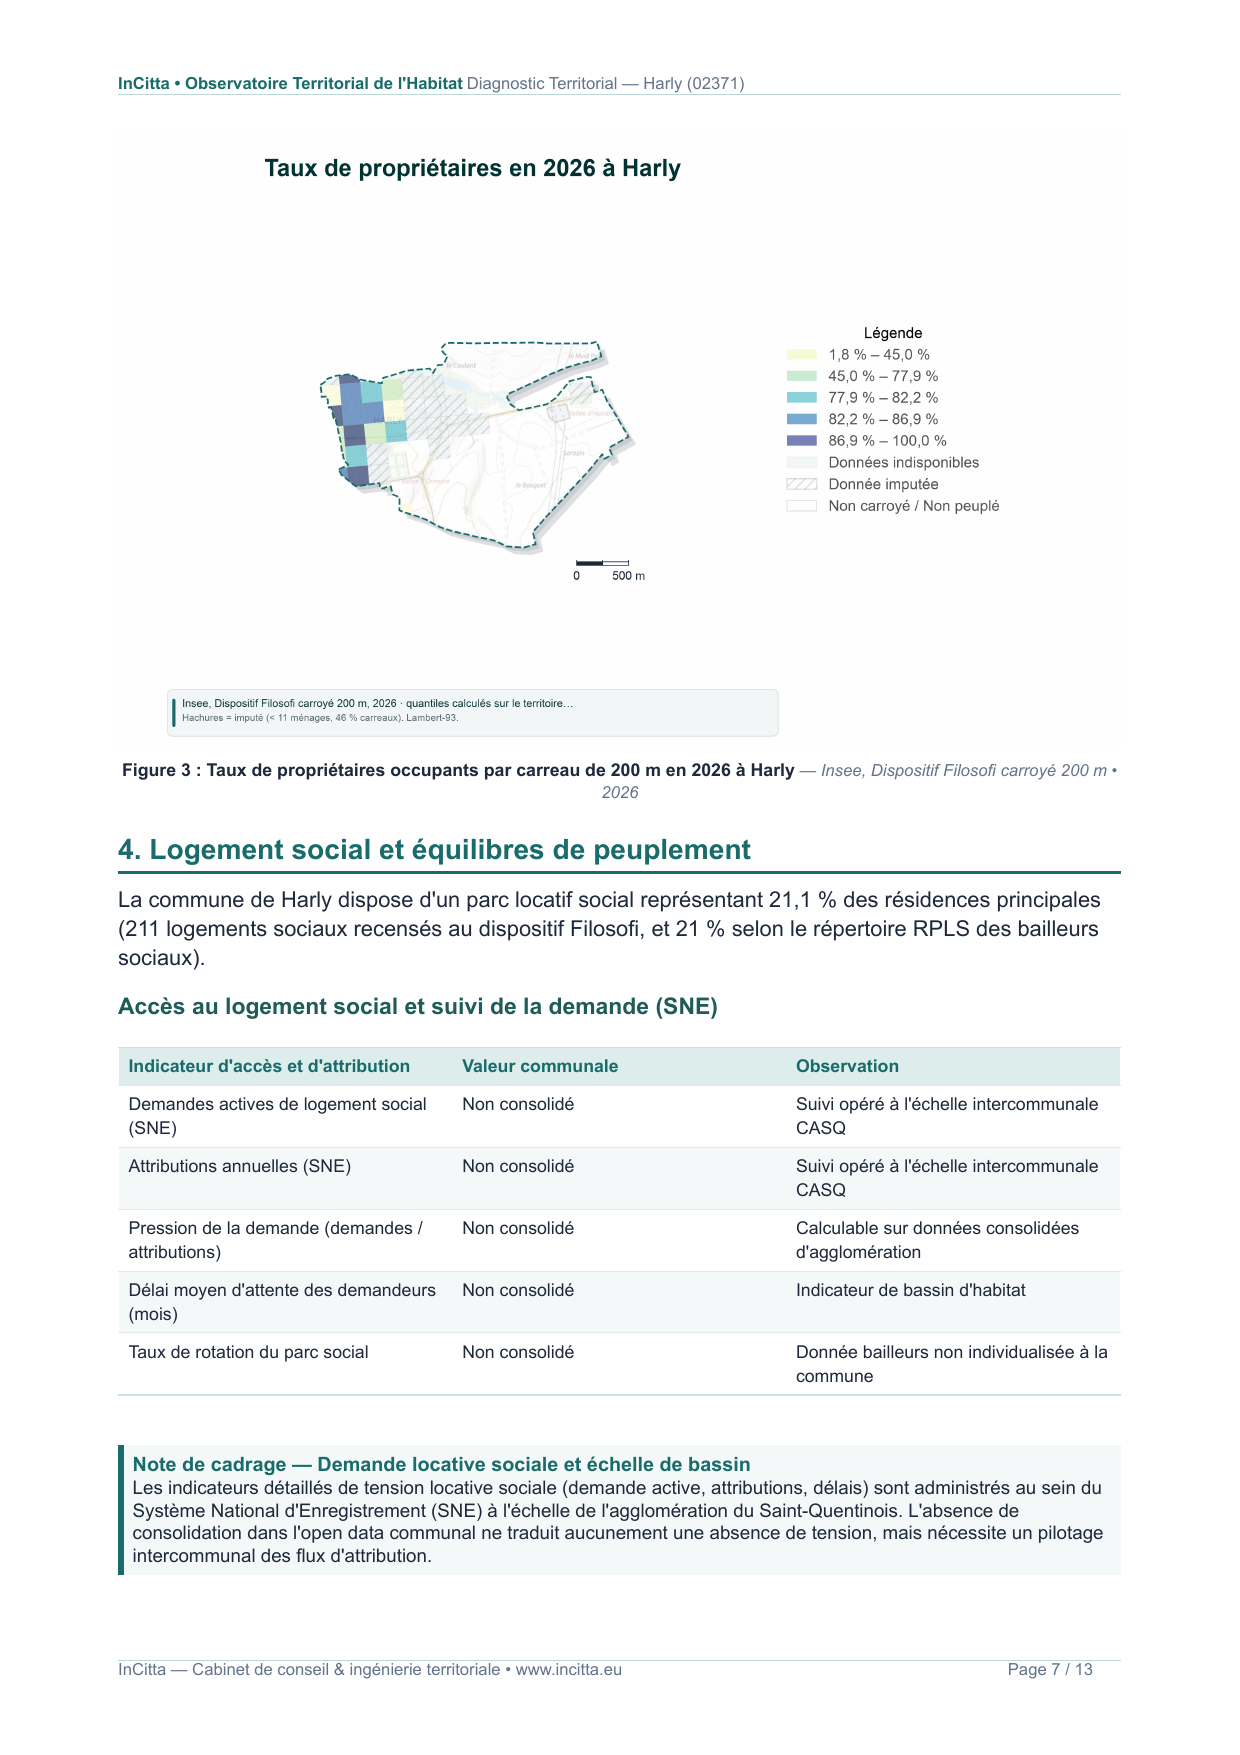 InCitta • Observatoire Territorial de l'Habitat Diagnostic Territorial — Harly (02371)
Taux de propriétaires en 2026 à Harly
Légende
1,8 % – 45,0 %
45,0 % – 77,9 %
77,9 % – 82,2 %
82,2 % – 86,9 %
86,9 % – 100,0 %
Données indisponibles
Donnée imputée
Non carroyé / Non peuplé
le Coulant
Sarazin
le Bosquet
0 500 m
Insee, Dispositif Filosofi carroyé 200 m, 2026 · quantiles calculés sur le territoire…
Hachures = imputé (< 11 ménages, 46 % carreaux). Lambert-93.
Figure 3 : Taux de propriétaires occupants par carreau de 200 m en 2026 à Harly — Insee, Dispositif Filosofi carroyé 200 m •
2026
4. Logement social et équilibres de peuplement
La commune de Harly dispose d'un parc locatif social représentant 21,1 % des résidences principales
(211 logements sociaux recensés au dispositif Filosofi, et 21 % selon le répertoire RPLS des bailleurs
sociaux).
Accès au logement social et suivi de la demande (SNE)
Indicateur d'accès et d'attribution Valeur communale Observation
Demandes actives de logement social Non consolidé Suivi opéré à l'échelle intercommunale
(SNE) CASQ
Attributions annuelles (SNE) Non consolidé Suivi opéré à l'échelle intercommunale
CASQ
Pression de la demande (demandes / Non consolidé Calculable sur données consolidées
attributions) d'agglomération
Délai moyen d'attente des demandeurs Non consolidé Indicateur de bassin d'habitat
(mois)
Taux de rotation du parc social Non consolidé Donnée bailleurs non individualisée à la
commune
Note de cadrage — Demande locative sociale et échelle de bassin
Les indicateurs détaillés de tension locative sociale (demande active, attributions, délais) sont administrés au sein du
Système National d'Enregistrement (SNE) à l'échelle de l'agglomération du Saint-Quentinois. L'absence de
consolidation dans l'open data communal ne traduit aucunement une absence de tension, mais nécessite un pilotage
intercommunal des flux d'attribution.
InCitta — Cabinet de conseil & ingénierie territoriale • www.incitta.eu Page 7 / 13